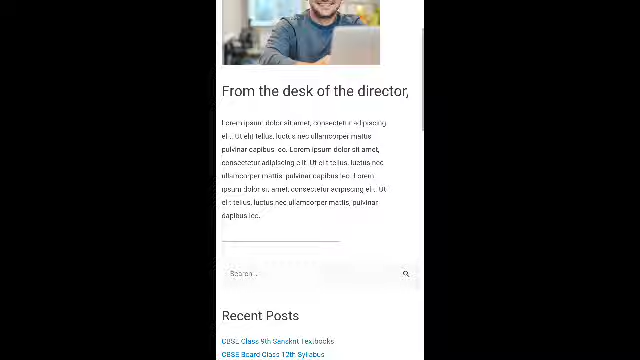 From the desk of the director,
Lorem ipsum dolor sit amet, consectetur adipiscing
elit. Ut elit tellus, luctus nec ullamcorper mattis,
pulvinar dapibus leo. Lorem ipsum dolor sit amet,
consectetur adipiscing elit. Ut elit tellus, luctus nec
ullamcorper mattis, pulvinar dapibus leo. Lorem
ipsum dolor sit amet, consectetur adipiscing elit. Ut
elit tellus, luctus nec ullamcorper mattis, pulvinar
dapibus leo.
Search ...
Recent Posts
CBSE Class 9th Sanskrit Textbooks
CBSE Board Class 12th Syllabus